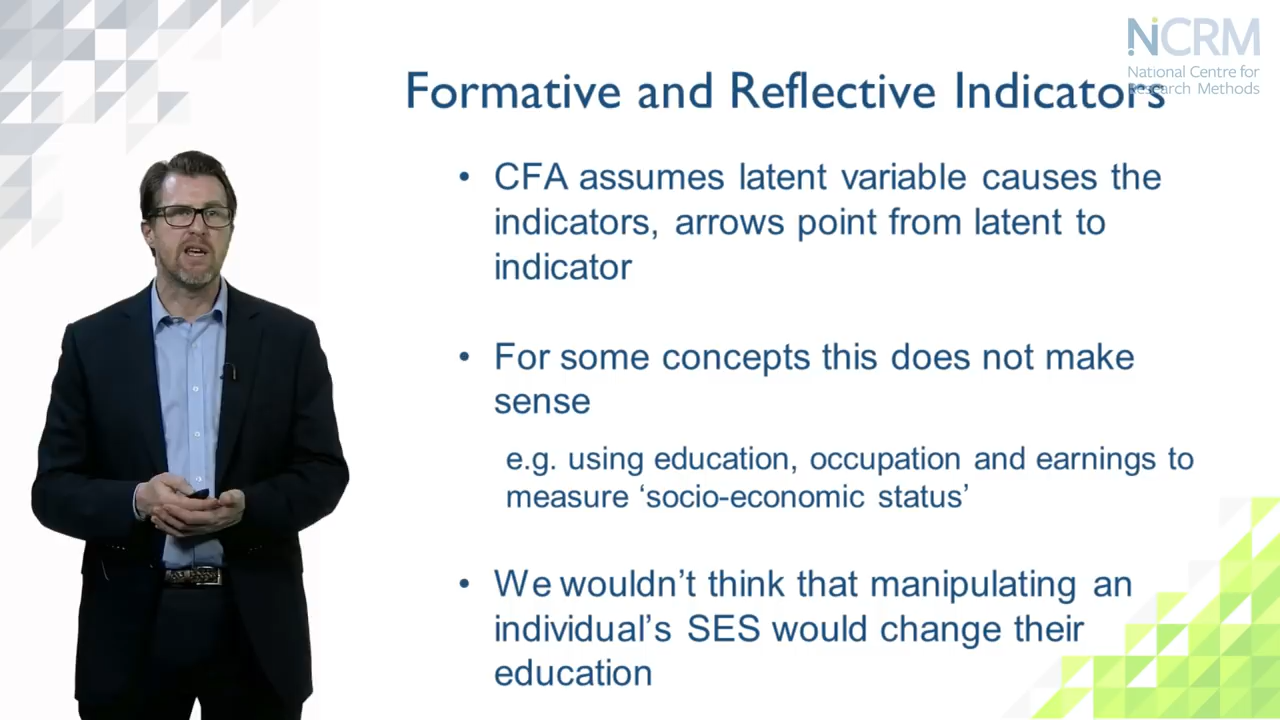 NCRM
National Centre for
Research Methods
Formative and Reflective Indicators
• CFA assumes latent variable causes the
indicators, arrows point from latent to
indicator
• For some concepts this does not make
sense
e.g. using education, occupation and earnings to
measure ‘socio-economic status’
• We wouldn’t think that manipulating an
individual’s SES would change their
education